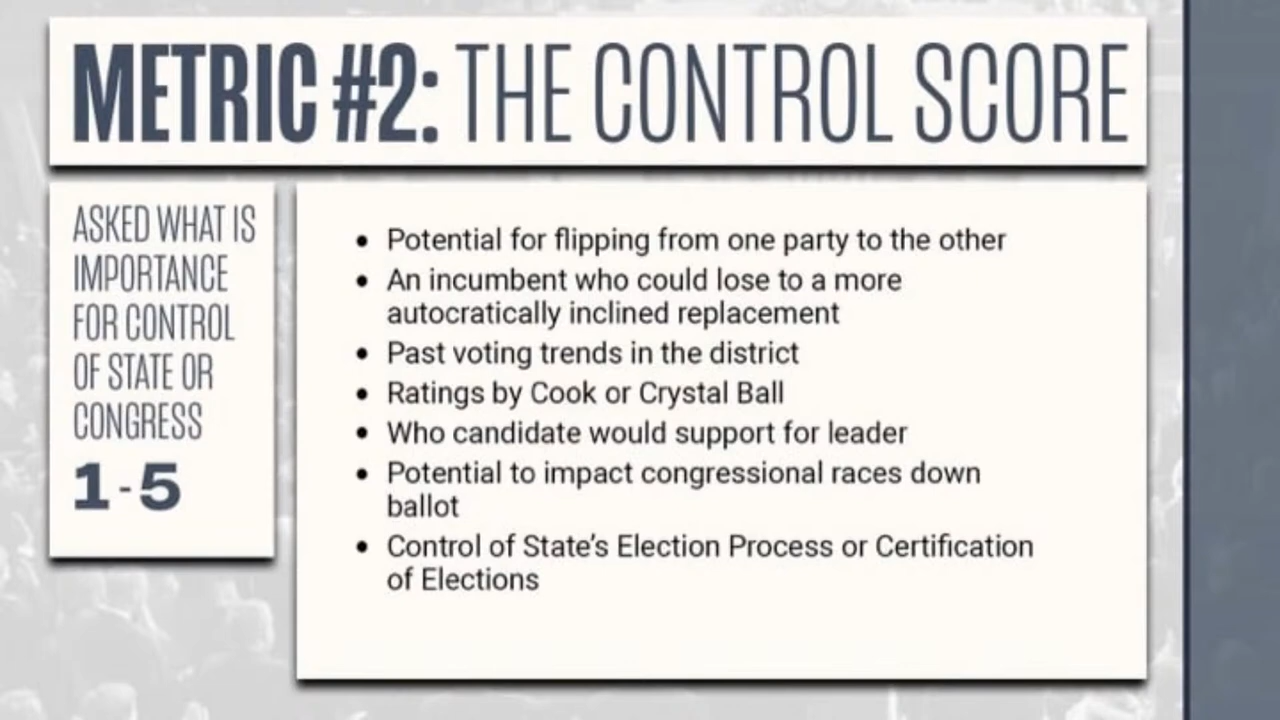 METRIC #2: THE CONTROL SCORE
ASKED WHAT IS
IMPORTANCE
FOR CONTROL
OF STATE OR
CONGRESS
1-5
• Potential for flipping from one party to the other
• An incumbent who could lose to a more
autocratically inclined replacement
• Past voting trends in the district
• Ratings by Cook or Crystal Ball
• Who candidate would support for leader
• Potential to impact congressional races down
ballot
• Control of State's Election Process or Certification
of Elections